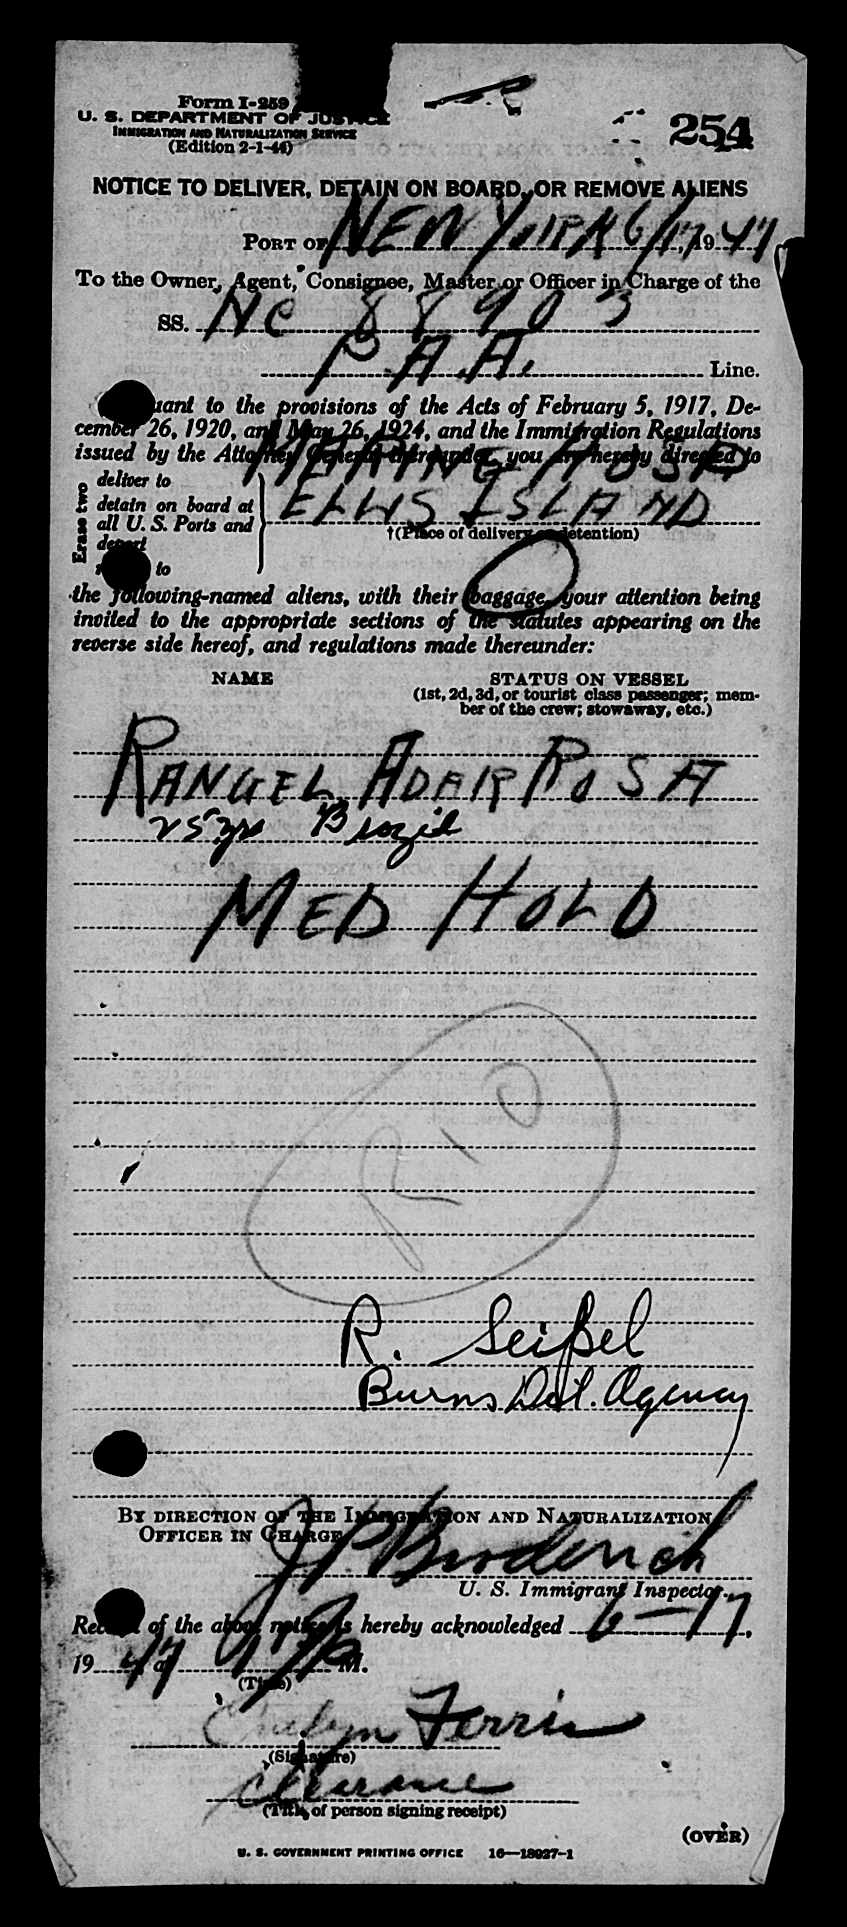 Form I-259
U. S. DEPARTMENT OF JUSTICE
IMMIGRATION AND NATURALIZATION SERVICE
(Edition 2-1-44)
254
NOTICE TO DELIVER, DETAIN ON BOARD, OR REMOVE ALIENS
PORT OF NEW YORK 6/17, 1947
To the Owner, Agent, Consignee, Master or Officer in Charge of the
SS. NC 88903
P.A.A. Line.
uant to the provisions of the Acts of February 5, 1917, De-
cember 26, 1920, and May 26, 1924, and the Immigration Regulations
issued by the Attorney General thereunder, you are hereby directed to
Erase two
deliver to
detain on board at
all U. S. Ports and
deport
to
HOSP
ELLIS ISLAND
†(Place of delivery or detention)
the following-named aliens, with their baggage, your attention being
invited to the appropriate sections of the statutes appearing on the
reverse side hereof, and regulations made thereunder:
NAME
STATUS ON VESSEL
(1st, 2d, 3d, or tourist class passenger; mem-
ber of the crew; stowaway, etc.)
RANGEL ADAIR ROSA
25 yrs Brazil
MED HOLD
RIO
R. Seibel
Burns Det. Agency
BY DIRECTION OF THE IMMIGRATION AND NATURALIZATION
OFFICER IN CHARGE
J P Broderick
U. S. Immigrant Inspector.
Receipt of the above notice is hereby acknowledged 6-17,
1947 at M.
(Time)
Evelyn Ferris
(Signature)
Clearance
(Title of person signing receipt)
(OVER)
U. S. GOVERNMENT PRINTING OFFICE 16—18027-1